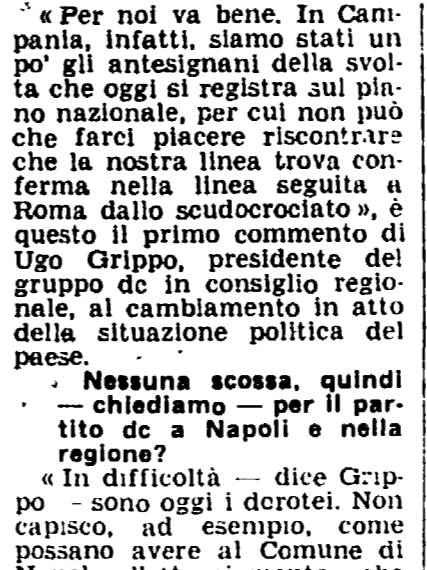 « Per noi va bene. In Cam-
pania, infatti, siamo stati un
po' gli antesignani della svol-
ta che oggi si registra sul pia-
no nazionale, per cui non può
che farci piacere riscontrare
che la nostra linea trova con-
ferma nella linea seguita a
Roma dallo scudocrociato », è
questo il primo commento di
Ugo Grippo, presidente del
gruppo dc in consiglio regio-
nale, al cambiamento in atto
della situazione politica del
paese.
Nessuna scossa, quindi
— chiediamo — per il par-
tito dc a Napoli e nella
regione?
« In difficoltà — dice Grip-
po - sono oggi i dorotei. Non
capisco, ad esempio, come
possano avere al Comune di